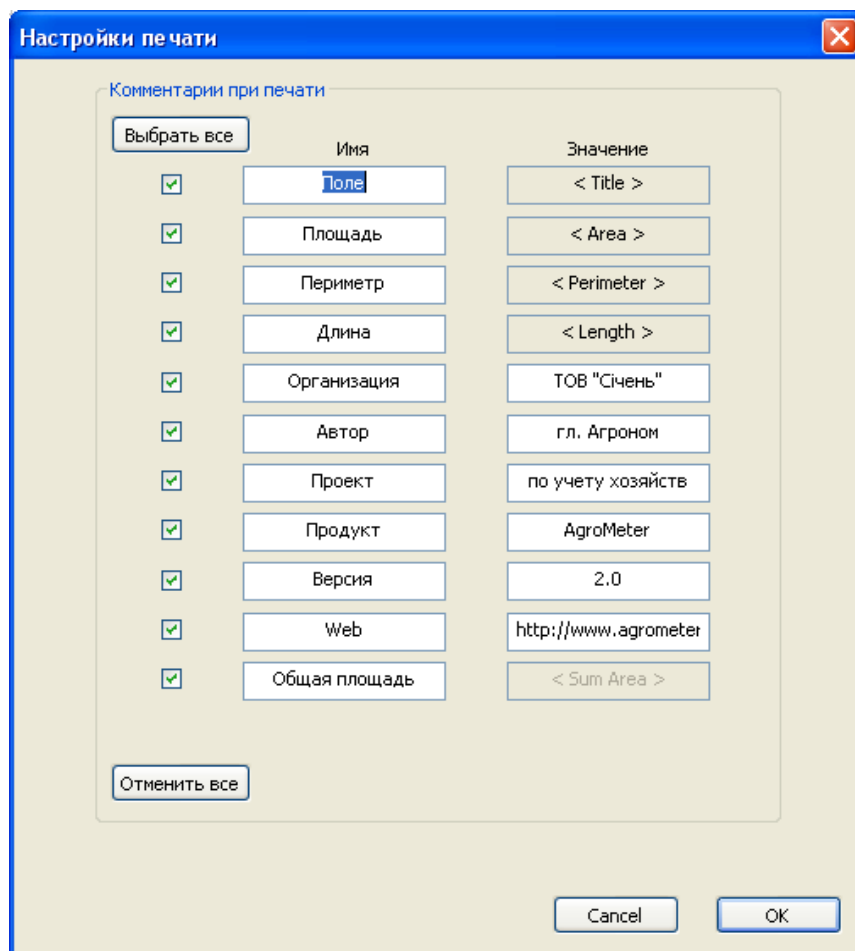 Настройки печати
Комментарии при печати
Выбрать все
Имя Значение
Поле < Title >
Площадь < Area >
Периметр < Perimeter >
Длина < Length >
Организация ТОВ "Січень"
Автор гл. Агроном
Проект по учету хозяйств
Продукт AgroMeter
Версия 2.0
Web http://www.agrometer
Общая площадь < Sum Area >
Отменить все
Cancel OK